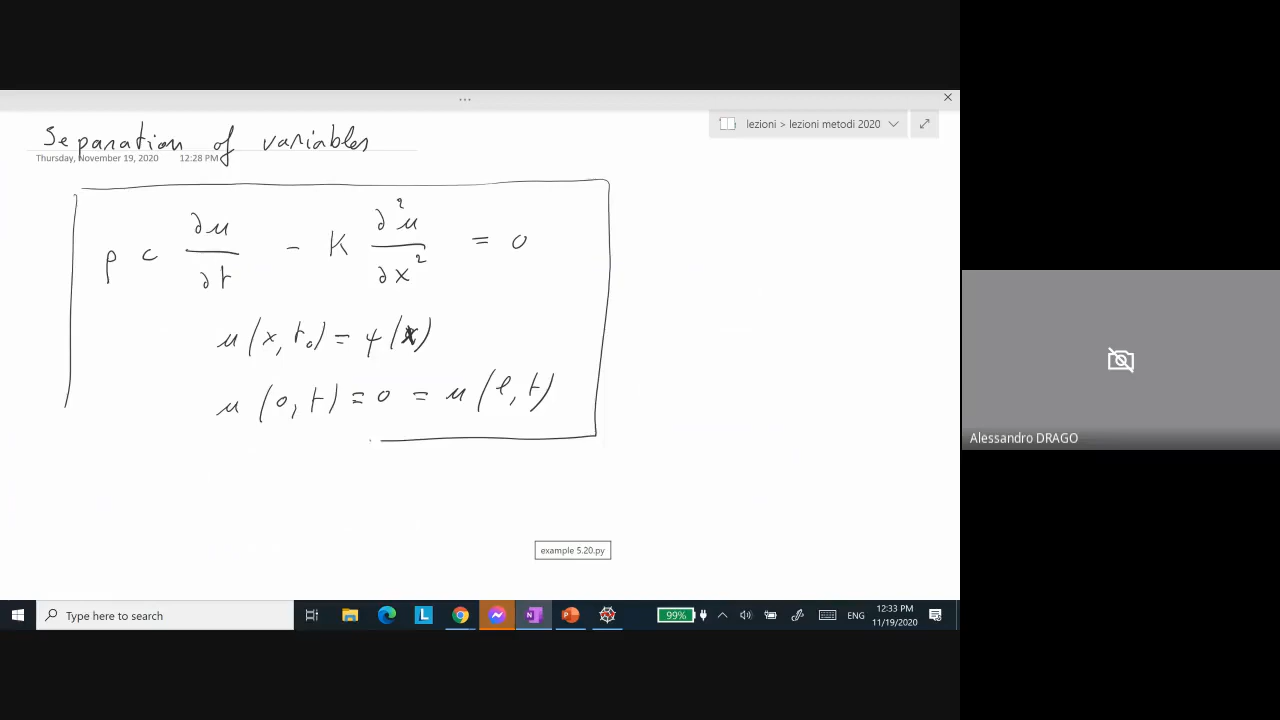 lezioni > lezioni metodi 2020
Separation of variables
Thursday, November 19, 2020 12:28 PM
ρ c ∂u/∂t - K ∂²u/∂x² = 0
u(x, t₀) = ψ(x)
u(0, t) = 0 = u(ℓ, t)
Alessandro DRAGO
example 5.20.py
Type here to search
99%
ENG
12:33 PM
11/19/2020